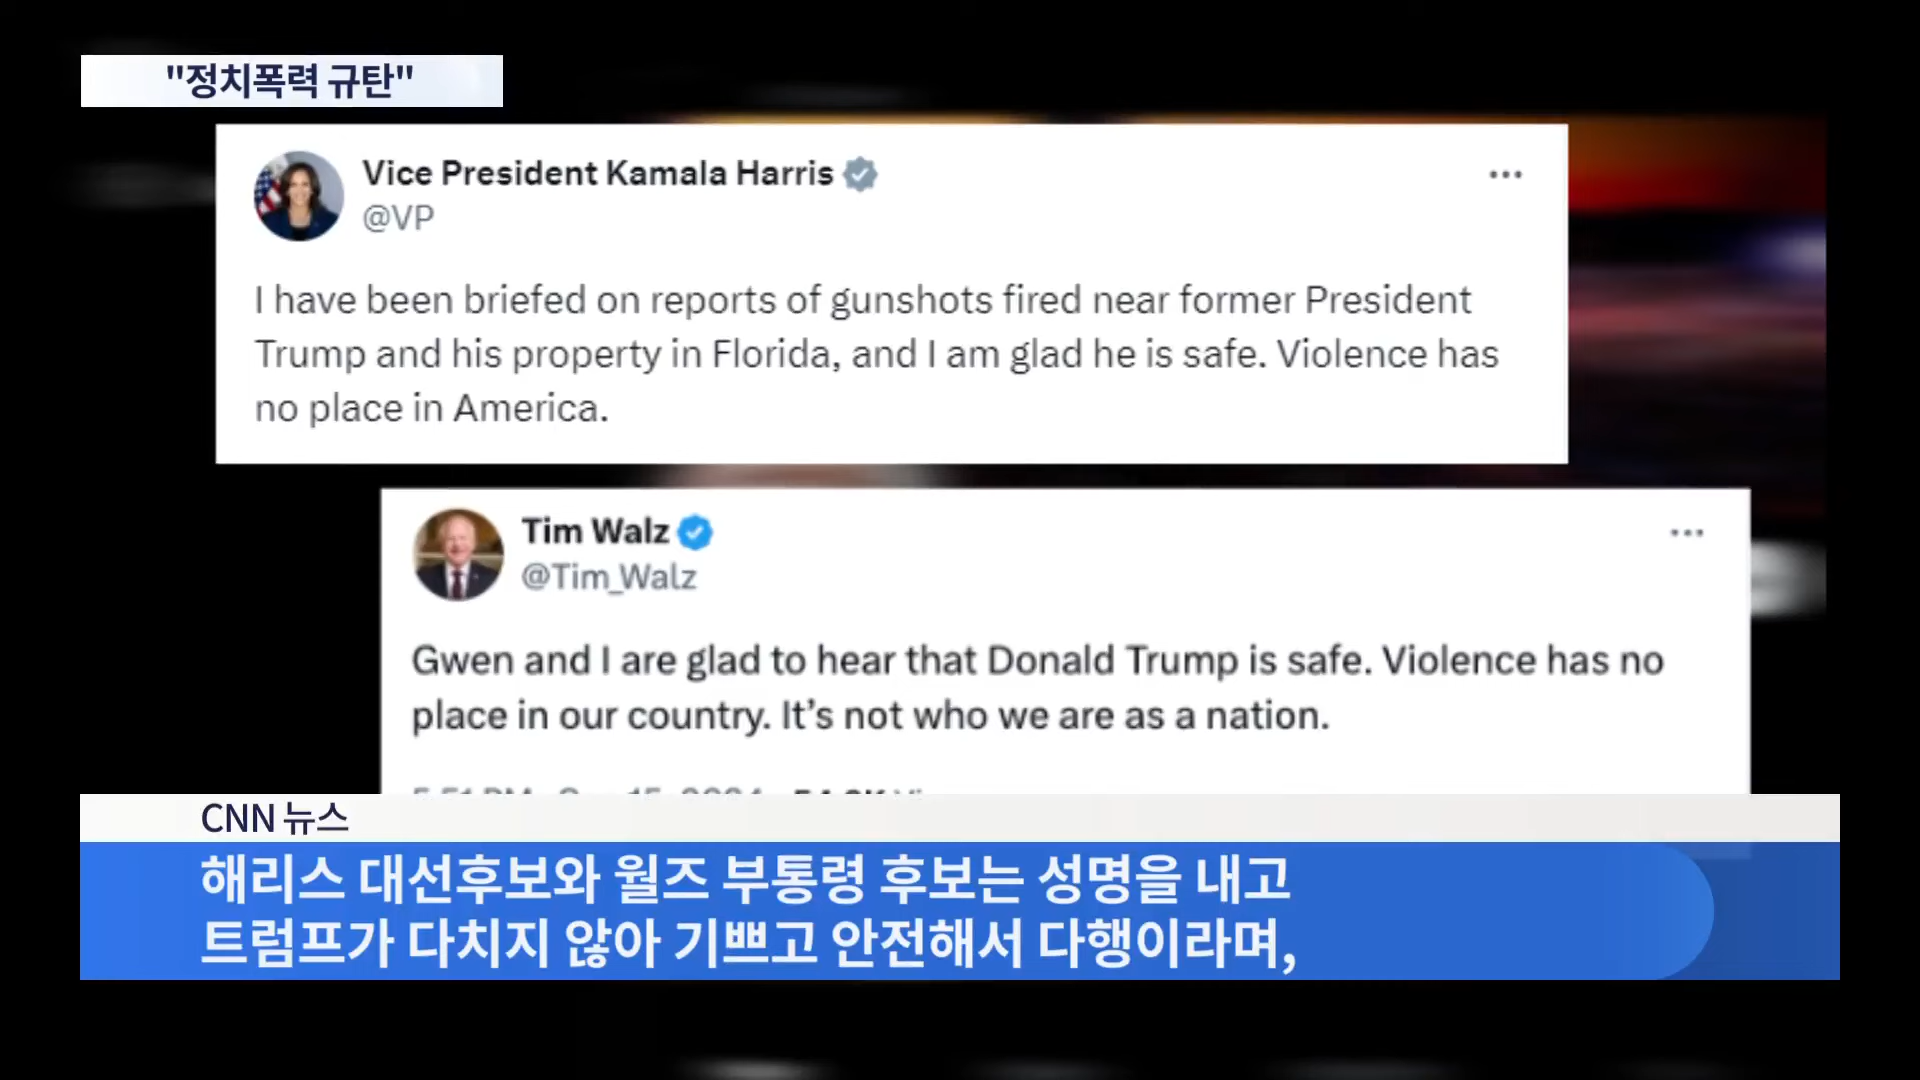 "정치폭력 규탄"
Vice President Kamala Harris
@VP
I have been briefed on reports of gunshots fired near former President
Trump and his property in Florida, and I am glad he is safe. Violence has
no place in America.
Tim Walz
@Tim_Walz
Gwen and I are glad to hear that Donald Trump is safe. Violence has no
place in our country. It’s not who we are as a nation.
CNN 뉴스
해리스 대선후보와 월즈 부통령 후보는 성명을 내고
트럼프가 다치지 않아 기쁘고 안전해서 다행이라며,